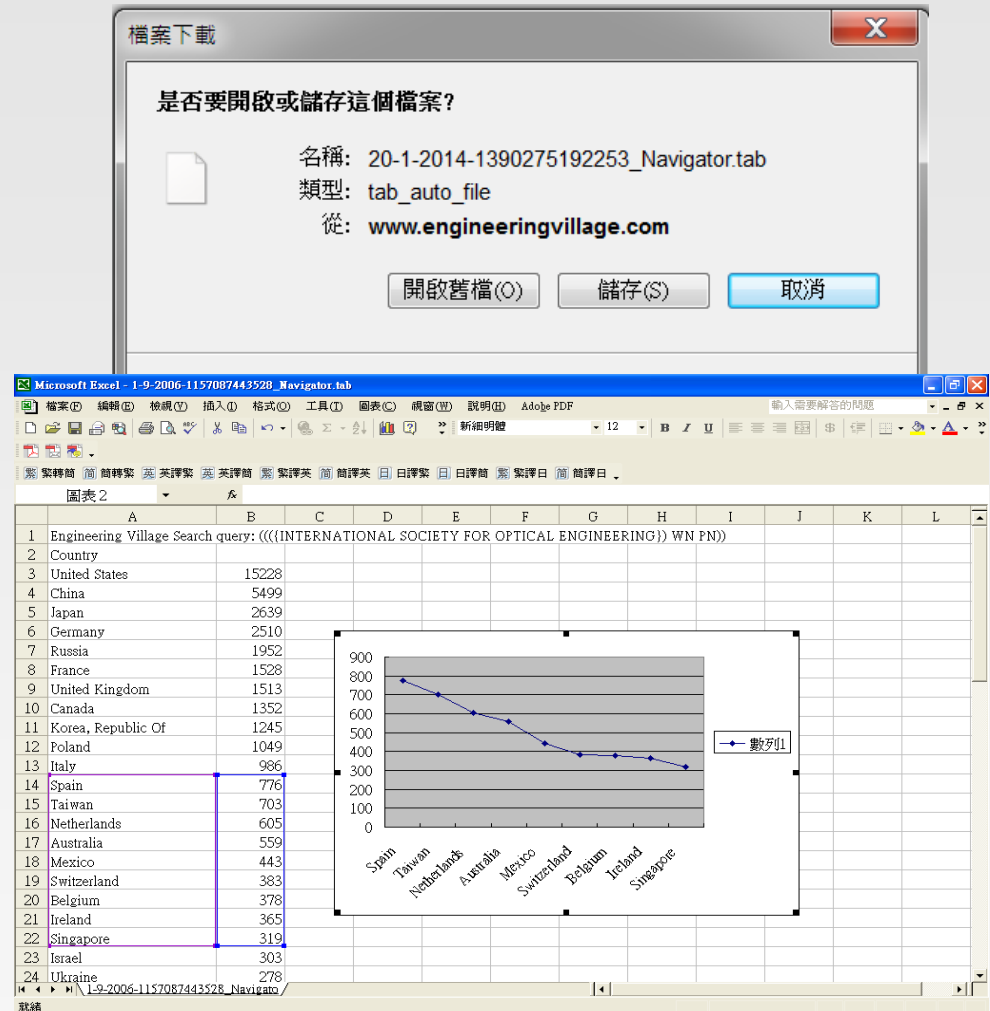 檔案下載
是否要開啟或儲存這個檔案?
名稱: 20-1-2014-1390275192253_Navigator.tab
類型: tab_auto_file
從: www.engineeringvillage.com
開啟舊檔(O) 儲存(S) 取消
Microsoft Excel - 1-9-2006-1157087443528_Navigator.tab
檔案(F) 編輯(E) 檢視(V) 插入(I) 格式(O) 工具(T) 圖表(C) 視窗(W) 說明(H) Adobe PDF 輸入需要解答的問題
新細明體 12 B I U
繁 繁轉簡 簡 簡轉繁 英 英譯繁 英 英譯簡 繁 繁譯英 簡 簡譯英 日 日譯繁 日 日譯簡 繁 繁譯日 簡 簡譯日
圖表 2 fx
A B C D E F G H I J K L
1 Engineering Village Search query: ((({INTERNATIONAL SOCIETY FOR OPTICAL ENGINEERING}) WN PN))
2 Country
3 United States 15228
4 China 5499
5 Japan 2639
6 Germany 2510
7 Russia 1952
8 France 1528
9 United Kingdom 1513
10 Canada 1352
11 Korea, Republic Of 1245
12 Poland 1049
13 Italy 986
14 Spain 776
15 Taiwan 703
16 Netherlands 605
17 Australia 559
18 Mexico 443
19 Switzerland 383
20 Belgium 378
21 Ireland 365
22 Singapore 319
23 Israel 303
24 Ukraine 278
900
800
700
600
500
400
300
200
100
0
Spain Taiwan Netherlands Australia Mexico Switzerland Belgium Ireland Singapore
數列1
1-9-2006-1157087443528_Navigato
就緒